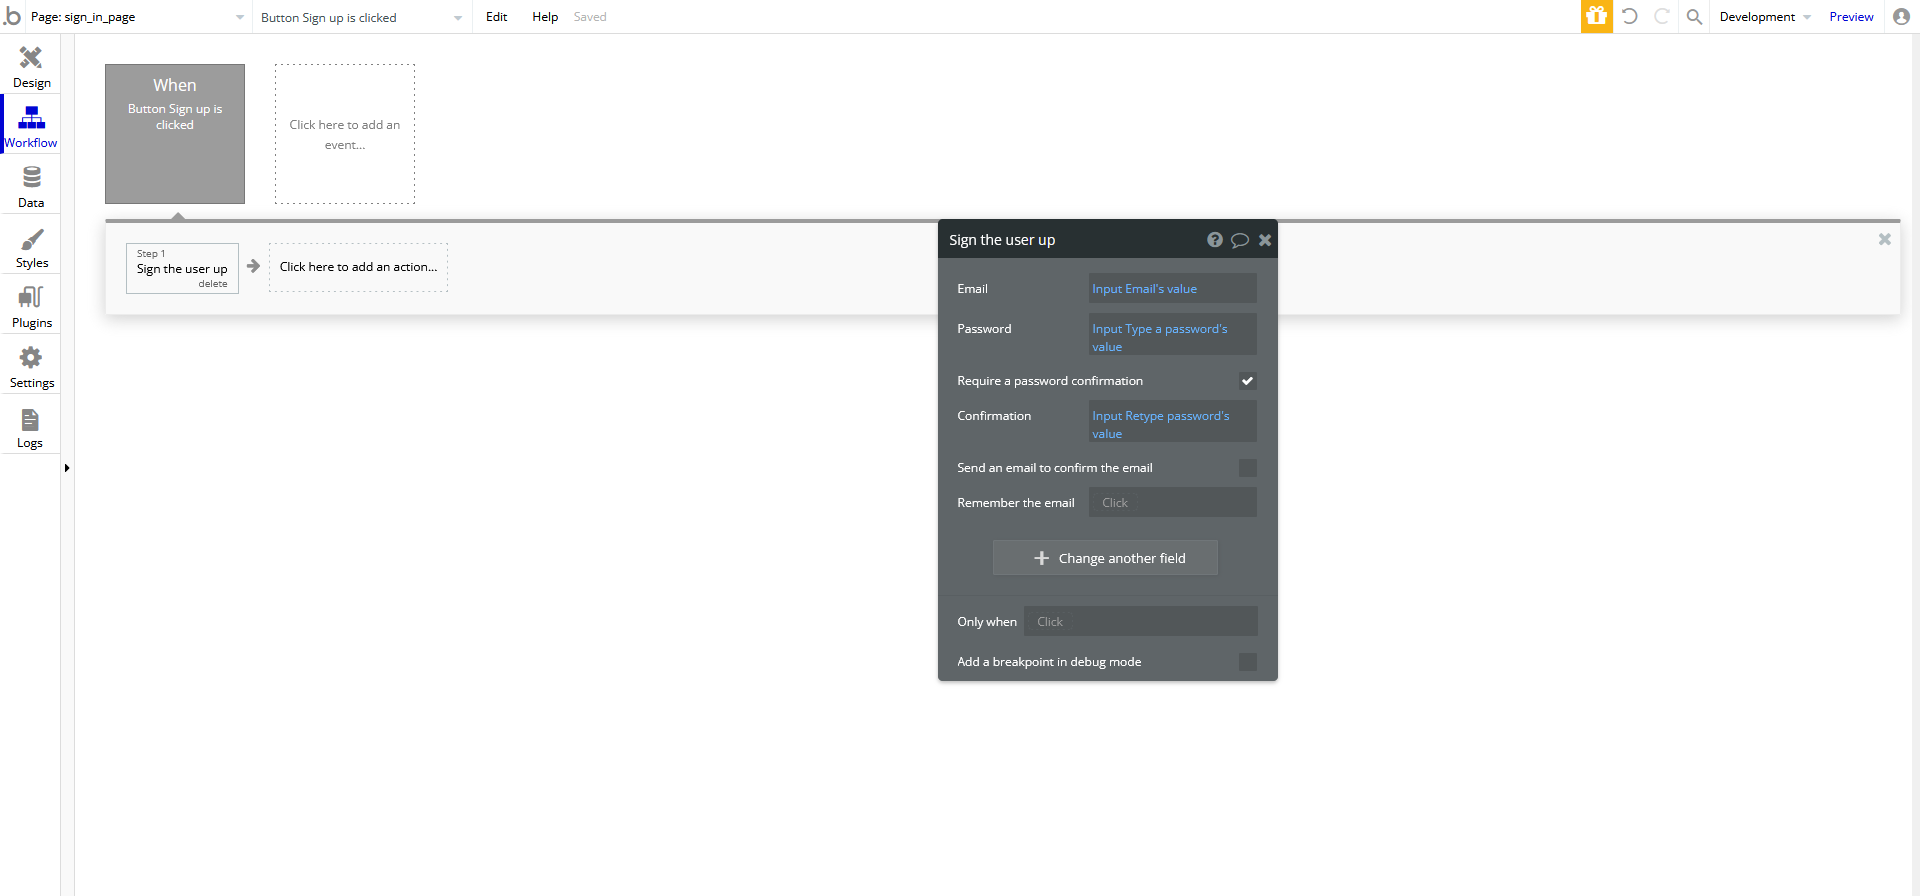 .b Page: sign_in_page Button Sign up is clicked Edit Help Saved Development Preview
Design
Workflow
Data
Styles
Plugins
Settings
Logs
When
Button Sign up is
clicked
Click here to add an
event...
Step 1
Sign the user up
delete
Click here to add an action...
Sign the user up
Email Input Email's value
Password Input Type a password's
value
Require a password confirmation
Confirmation Input Retype password's
value
Send an email to confirm the email
Remember the email Click
Change another field
Only when Click
Add a breakpoint in debug mode